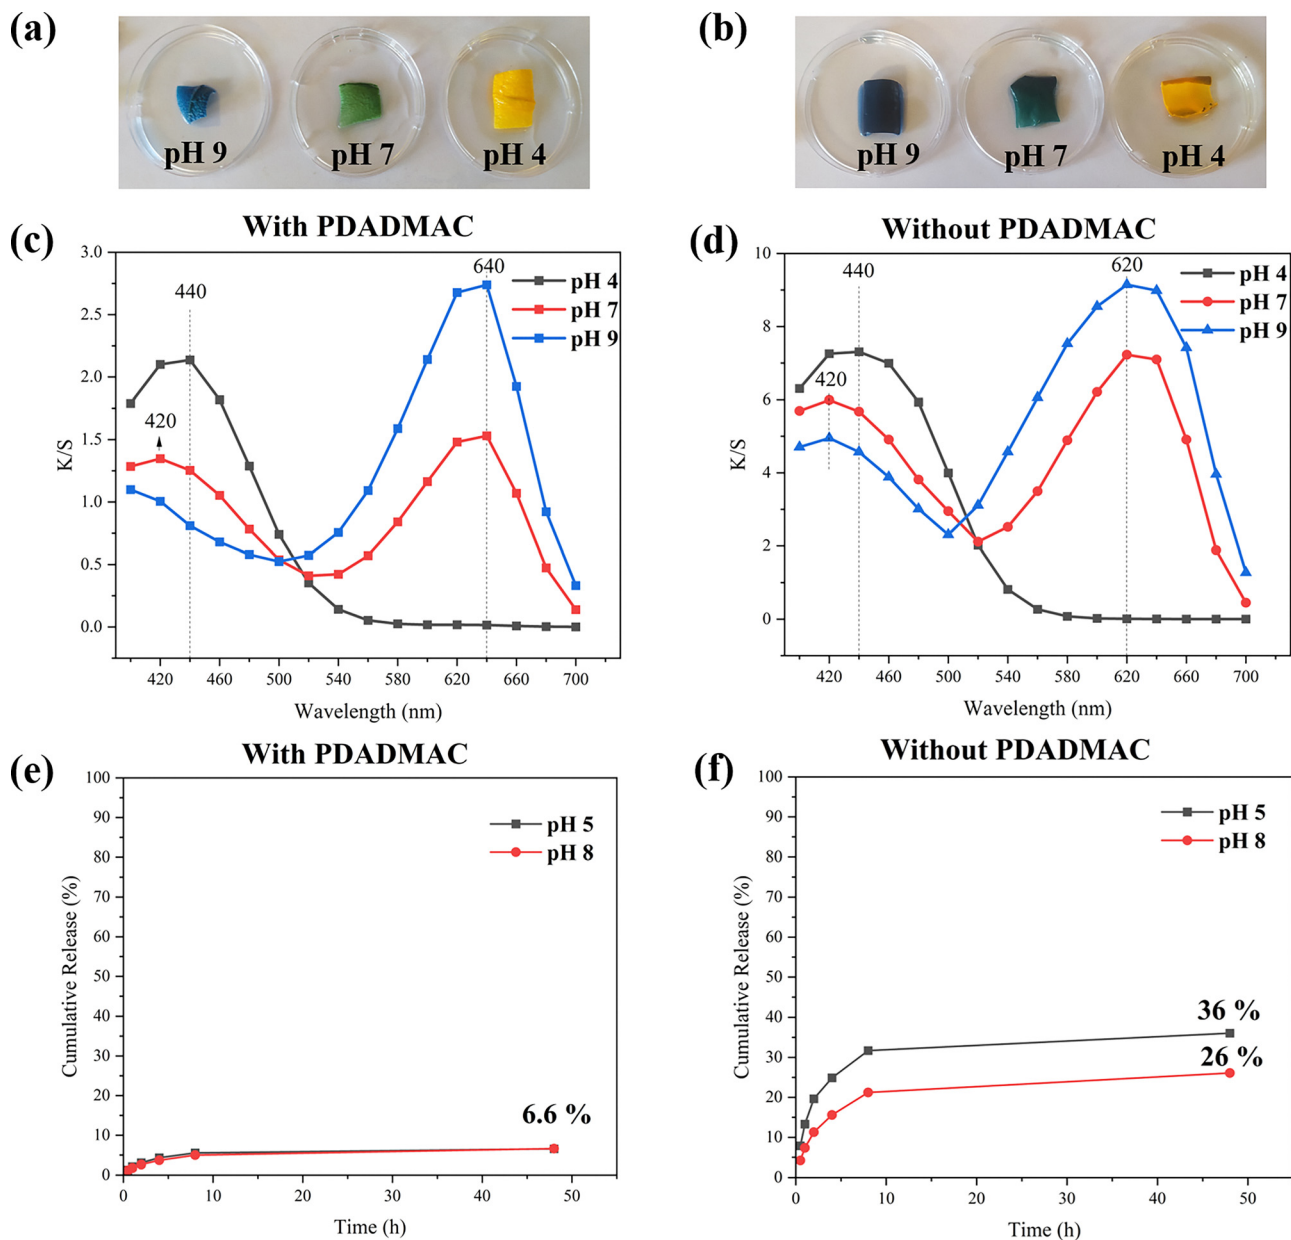 (a)
pH 9
pH 7
pH 4
(b)
pH 9
pH 7
pH 4
(c)
With PDADMAC
3.0
2.5
2.0
1.5
1.0
0.5
0.0
K/S
440
420
640
pH 4
pH 7
pH 9
420 460 500 540 580 620 660 700
Wavelength (nm)
(d)
Without PDADMAC
10
8
6
4
2
0
K/S
440
420
620
pH 4
pH 7
pH 9
420 460 500 540 580 620 660 700
Wavelength (nm)
(e)
With PDADMAC
100
90
80
70
60
50
40
30
20
10
0
Cumulative Release (%)
pH 5
pH 8
6.6 %
0 10 20 30 40 50
Time (h)
(f)
Without PDADMAC
100
90
80
70
60
50
40
30
20
10
0
Cumulative Release (%)
pH 5
pH 8
36 %
26 %
0 10 20 30 40 50
Time (h)